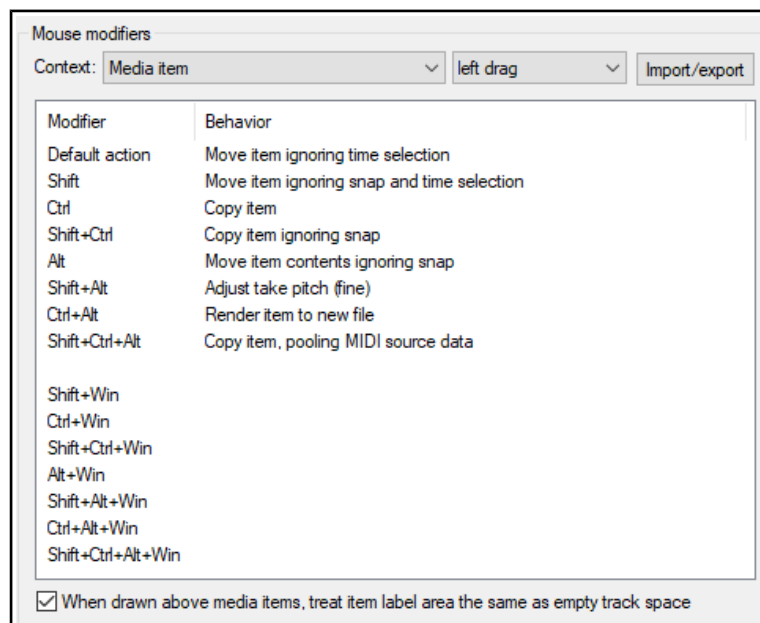 Mouse modifiers
Context: Media item left drag Import/export
Modifier Behavior
Default action Move item ignoring time selection
Shift Move item ignoring snap and time selection
Ctrl Copy item
Shift+Ctrl Copy item ignoring snap
Alt Move item contents ignoring snap
Shift+Alt Adjust take pitch (fine)
Ctrl+Alt Render item to new file
Shift+Ctrl+Alt Copy item, pooling MIDI source data
Shift+Win
Ctrl+Win
Shift+Ctrl+Win
Alt+Win
Shift+Alt+Win
Ctrl+Alt+Win
Shift+Ctrl+Alt+Win
When drawn above media items, treat item label area the same as empty track space